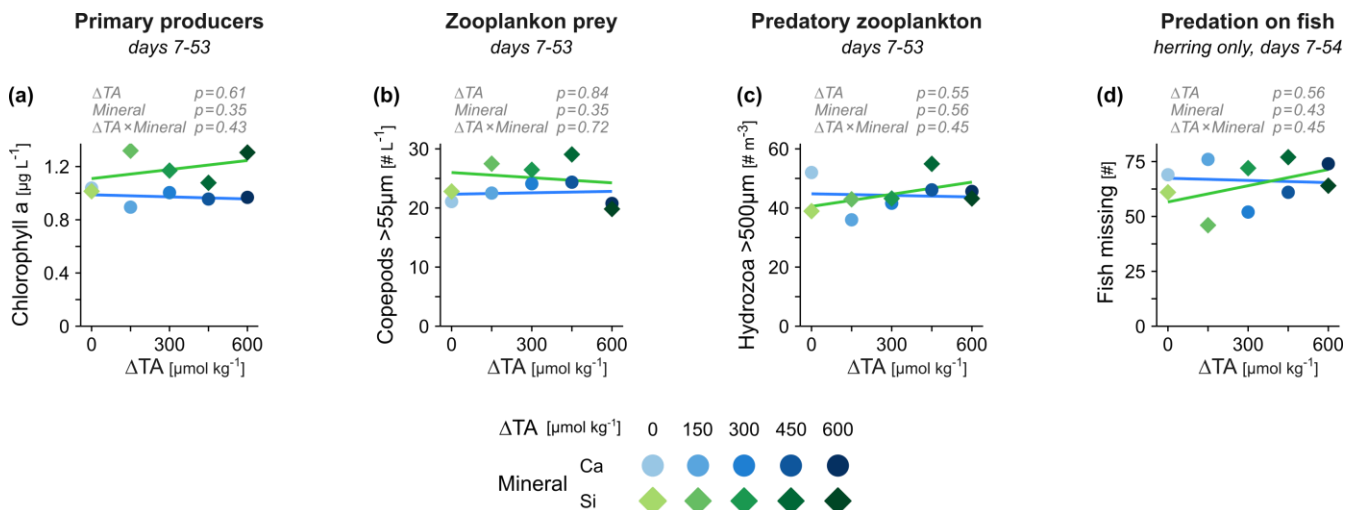 Primary producers
days 7-53
Zooplankon prey
days 7-53
Predatory zooplankton
days 7-53
Predation on fish
herring only, days 7-54
(a)
ΔTA p=0.61
Mineral p=0.35
ΔTA×Mineral p=0.43
Chlorophyll a [µg L⁻¹]
1.2
0.8
0.4
0
0 300 600
ΔTA [µmol kg⁻¹]
(b)
ΔTA p=0.84
Mineral p=0.35
ΔTA×Mineral p=0.72
Copepods >55µm [# L⁻¹]
30
20
10
0
0 300 600
ΔTA [µmol kg⁻¹]
(c)
ΔTA p=0.55
Mineral p=0.56
ΔTA×Mineral p=0.45
Hydrozoa >500µm [# m⁻³]
60
40
20
0
0 300 600
ΔTA [µmol kg⁻¹]
(d)
ΔTA p=0.56
Mineral p=0.43
ΔTA×Mineral p=0.45
Fish missing [#]
75
50
25
0
0 300 600
ΔTA [µmol kg⁻¹]
ΔTA [µmol kg⁻¹] 0 150 300 450 600
Mineral
Ca
Si